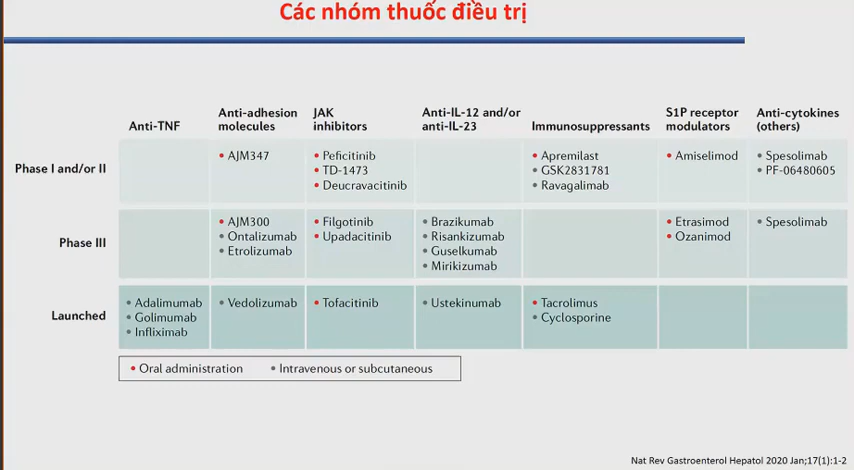 Các nhóm thuốc điều trị
Anti-TNF
Anti-adhesion
molecules
JAK
inhibitors
Anti-IL-12 and/or
anti-IL-23
Immunosuppressants
S1P receptor
modulators
Anti-cytokines
(others)
Phase I and/or II
• AJM347
• Peficitinib
• TD-1473
• Deucravacitinib
• Apremilast
• GSK2831781
• Ravagalimab
• Amiselimod
• Spesolimab
• PF-06480605
Phase III
• AJM300
• Ontalizumab
• Etrolizumab
• Filgotinib
• Upadacitinib
• Brazikumab
• Risankizumab
• Guselkumab
• Mirikizumab
• Etrasimod
• Ozanimod
• Spesolimab
Launched
• Adalimumab
• Golimumab
• Infliximab
• Vedolizumab
• Tofacitinib
• Ustekinumab
• Tacrolimus
• Cyclosporine
• Oral administration • Intravenous or subcutaneous
Nat Rev Gastroenterol Hepatol 2020 Jan;17(1):1-2